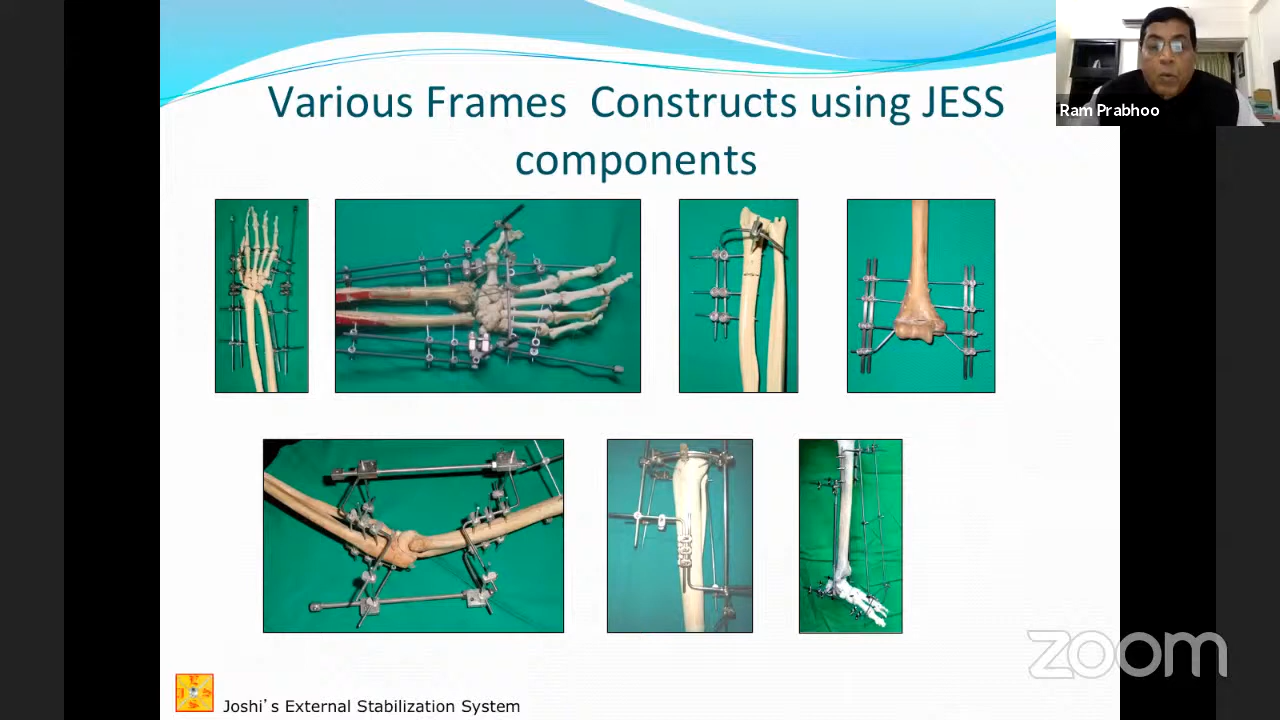 Various Frames Constructs using JESS
components
Ram Prabhoo
zoom
Joshi's External Stabilization System